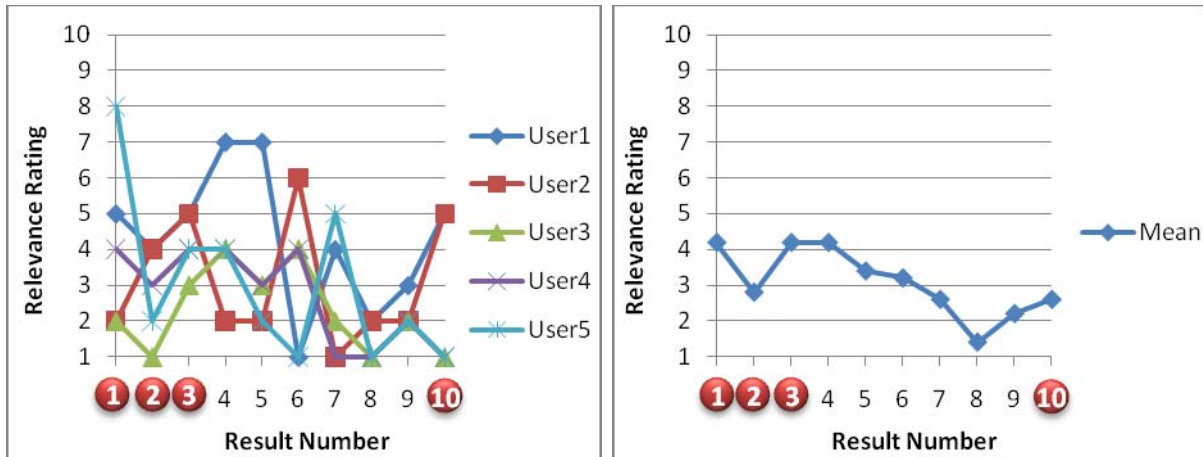 10
9
8
7
6
5
4
3
2
1
Relevance Rating
1 2 3 4 5 6 7 8 9 10
Result Number
User1
User2
User3
User4
User5
10
9
8
7
6
5
4
3
2
1
Relevance Rating
1 2 3 4 5 6 7 8 9 10
Result Number
Mean